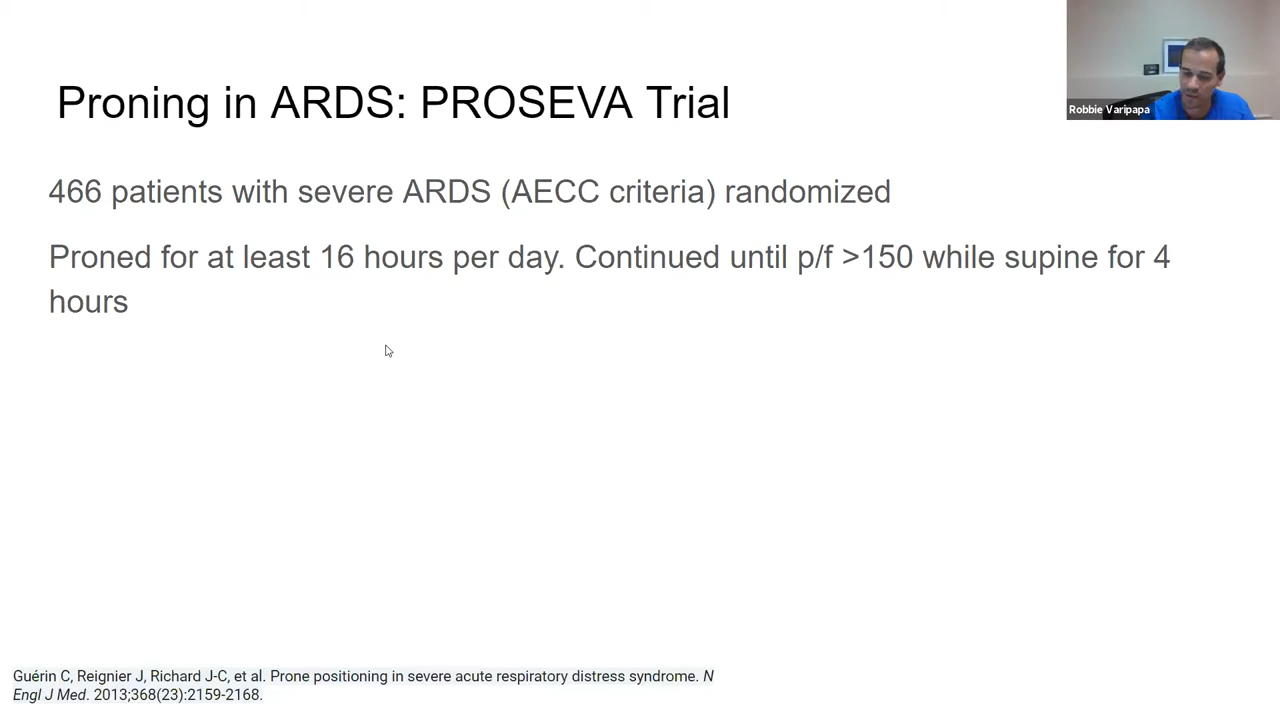 Proning in ARDS: PROSEVA Trial
Robbie Varipapa
466 patients with severe ARDS (AECC criteria) randomized
Proned for at least 16 hours per day. Continued until p/f >150 while supine for 4
hours
Guérin C, Reignier J, Richard J-C, et al. Prone positioning in severe acute respiratory distress syndrome. N
Engl J Med. 2013;368(23):2159-2168.